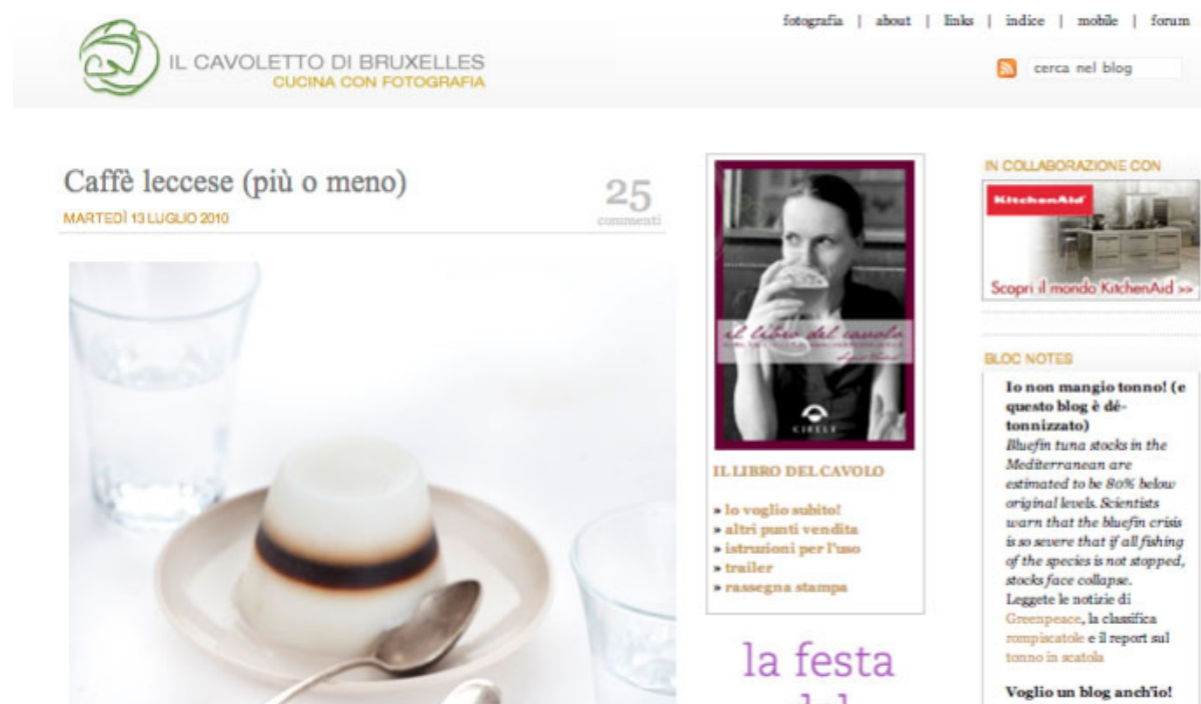 fotografia | about | links | indice | mobile | forum
IL CAVOLETTO DI BRUXELLES
CUCINA CON FOTOGRAFIA
cerca nel blog
Caffè leccese (più o meno)
MARTEDÌ 13 LUGLIO 2010
25
commenti
il libro del cavolo
CIBELE
IL LIBRO DEL CAVOLO
» lo voglio subito!
» altri punti vendita
» istruzioni per l'uso
» trailer
» rassegna stampa
la festa
del
IN COLLABORAZIONE CON
KitchenAid
Scopri il mondo KitchenAid >>
BLOC NOTES
Io non mangio tonno! (e
questo blog è dé-
tonnizzato)
Bluefin tuna stocks in the
Mediterranean are
estimated to be 80% below
original levels. Scientists
warn that the bluefin crisis
is so severe that if all fishing
of the species is not stopped,
stocks face collapse.
Leggete le notizie di
Greenpeace, la classifica
rompiscatole e il report sul
tonno in scatola
Voglio un blog anch'io!